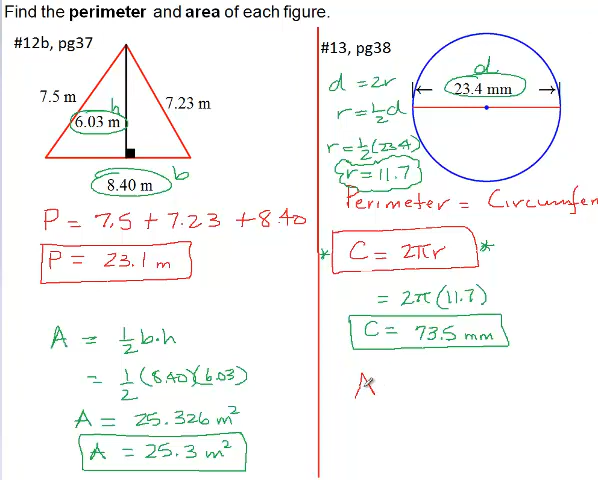 Find the perimeter and area of each figure.
#12b, pg37
7.5 m
h
7.23 m
6.03 m
8.40 m
b
P = 7.5 + 7.23 + 8.40
P = 23.1 m
A = 1/2 b·h
= 1/2 (8.40)(6.03)
A = 25.326 m²
A = 25.3 m²
#13, pg38
d
23.4 mm
d = 2r
r = 1/2 d
r = 1/2 (23.4)
r = 11.7
Perimeter = Circumfen
* C = 2πr *
= 2π(11.7)
C = 73.5 mm
A